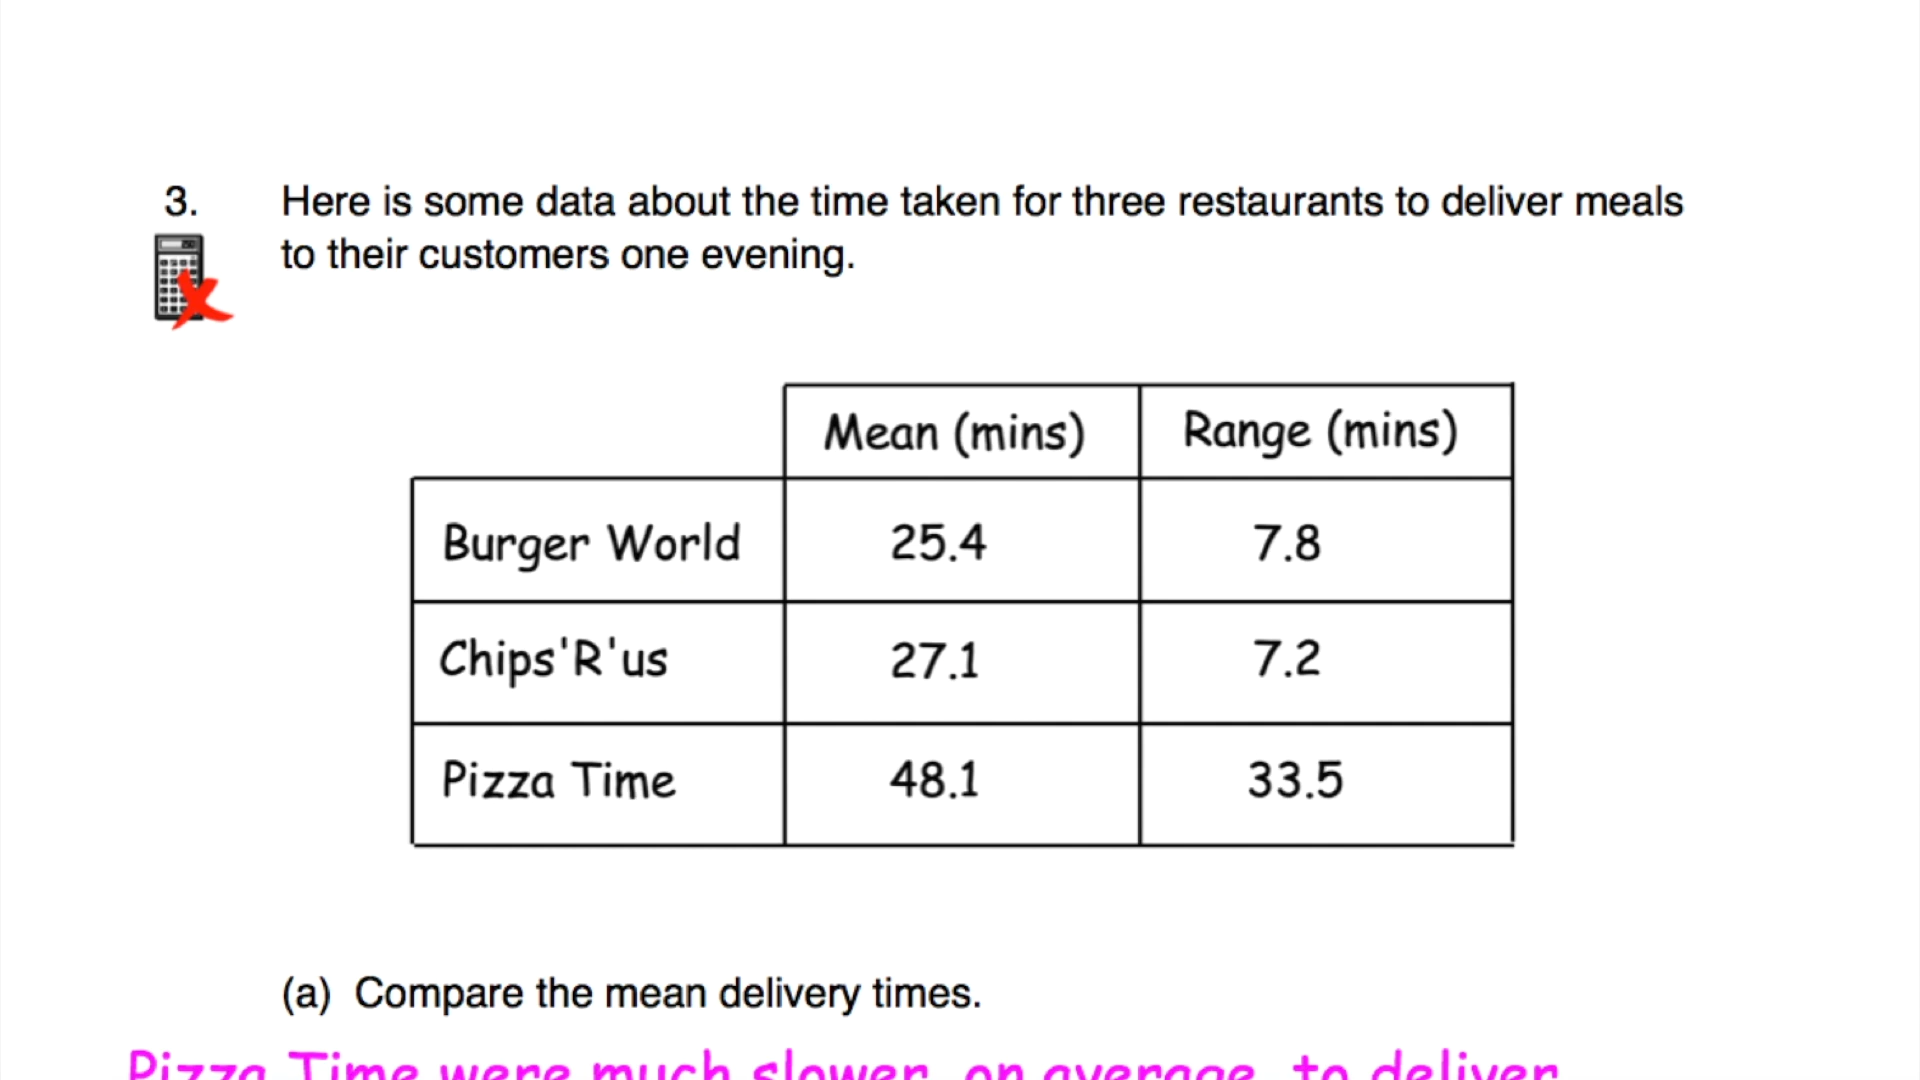 3. Here is some data about the time taken for three restaurants to deliver meals
to their customers one evening.
Mean (mins) Range (mins)
Burger World 25.4 7.8
Chips'R'us 27.1 7.2
Pizza Time 48.1 33.5
(a) Compare the mean delivery times.
Pizza Time were much slower, on average, to deliver